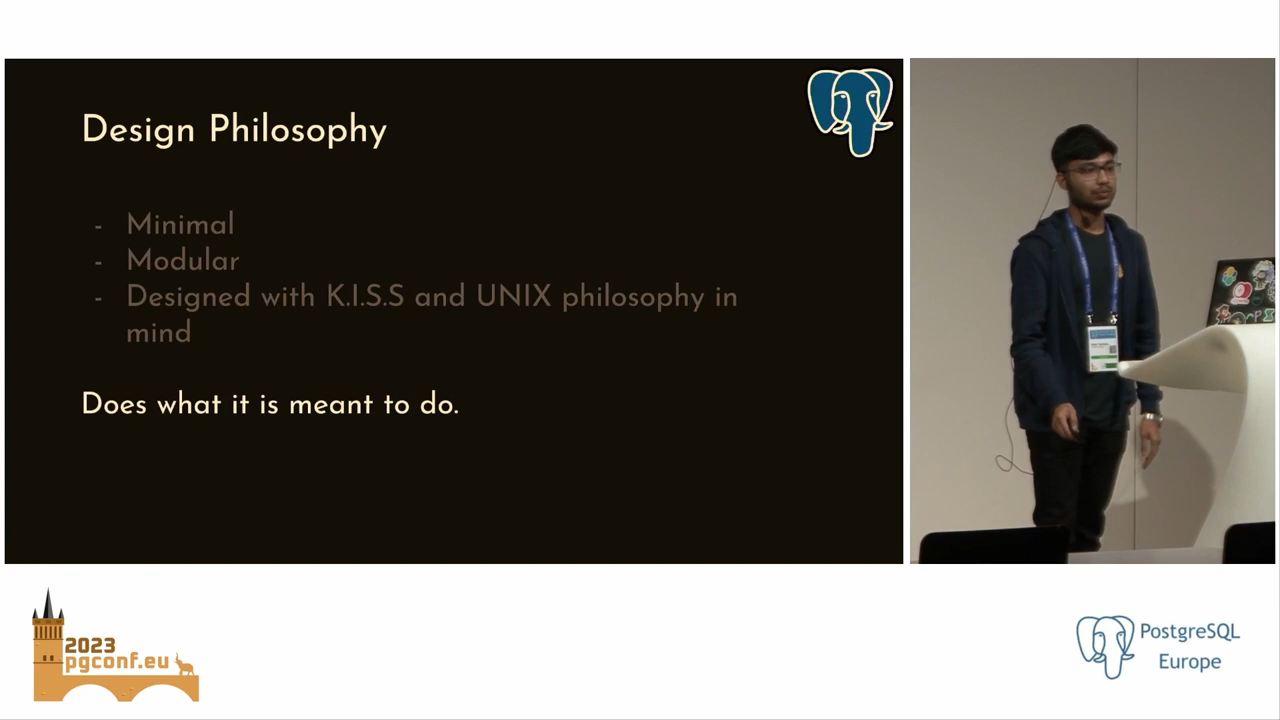 Design Philosophy
- Minimal
- Modular
- Designed with K.I.S.S and UNIX philosophy in
mind
Does what it is meant to do.
2023
pgconf.eu
PostgreSQL
Europe